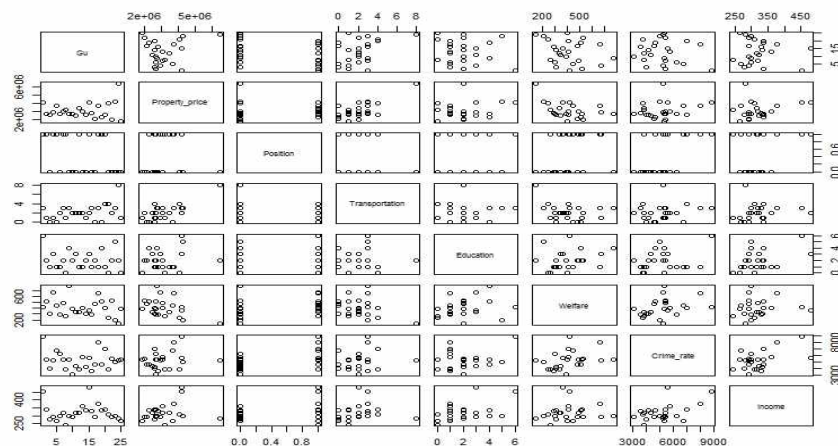 2e+06 5e+06 0 2 4 6 8 200 500 250 350 450
Gu 5 15
2e+06 6e+06 Property_price
Position 0.0 0.6
0 4 8 Transportation
Education 0 2 4 6
200 600 Welfare
Crime_rate 3000 8000
250 400 Income
5 15 25 0.0 0.4 0.8 0 1 2 3 4 5 6 3000 6000 9000